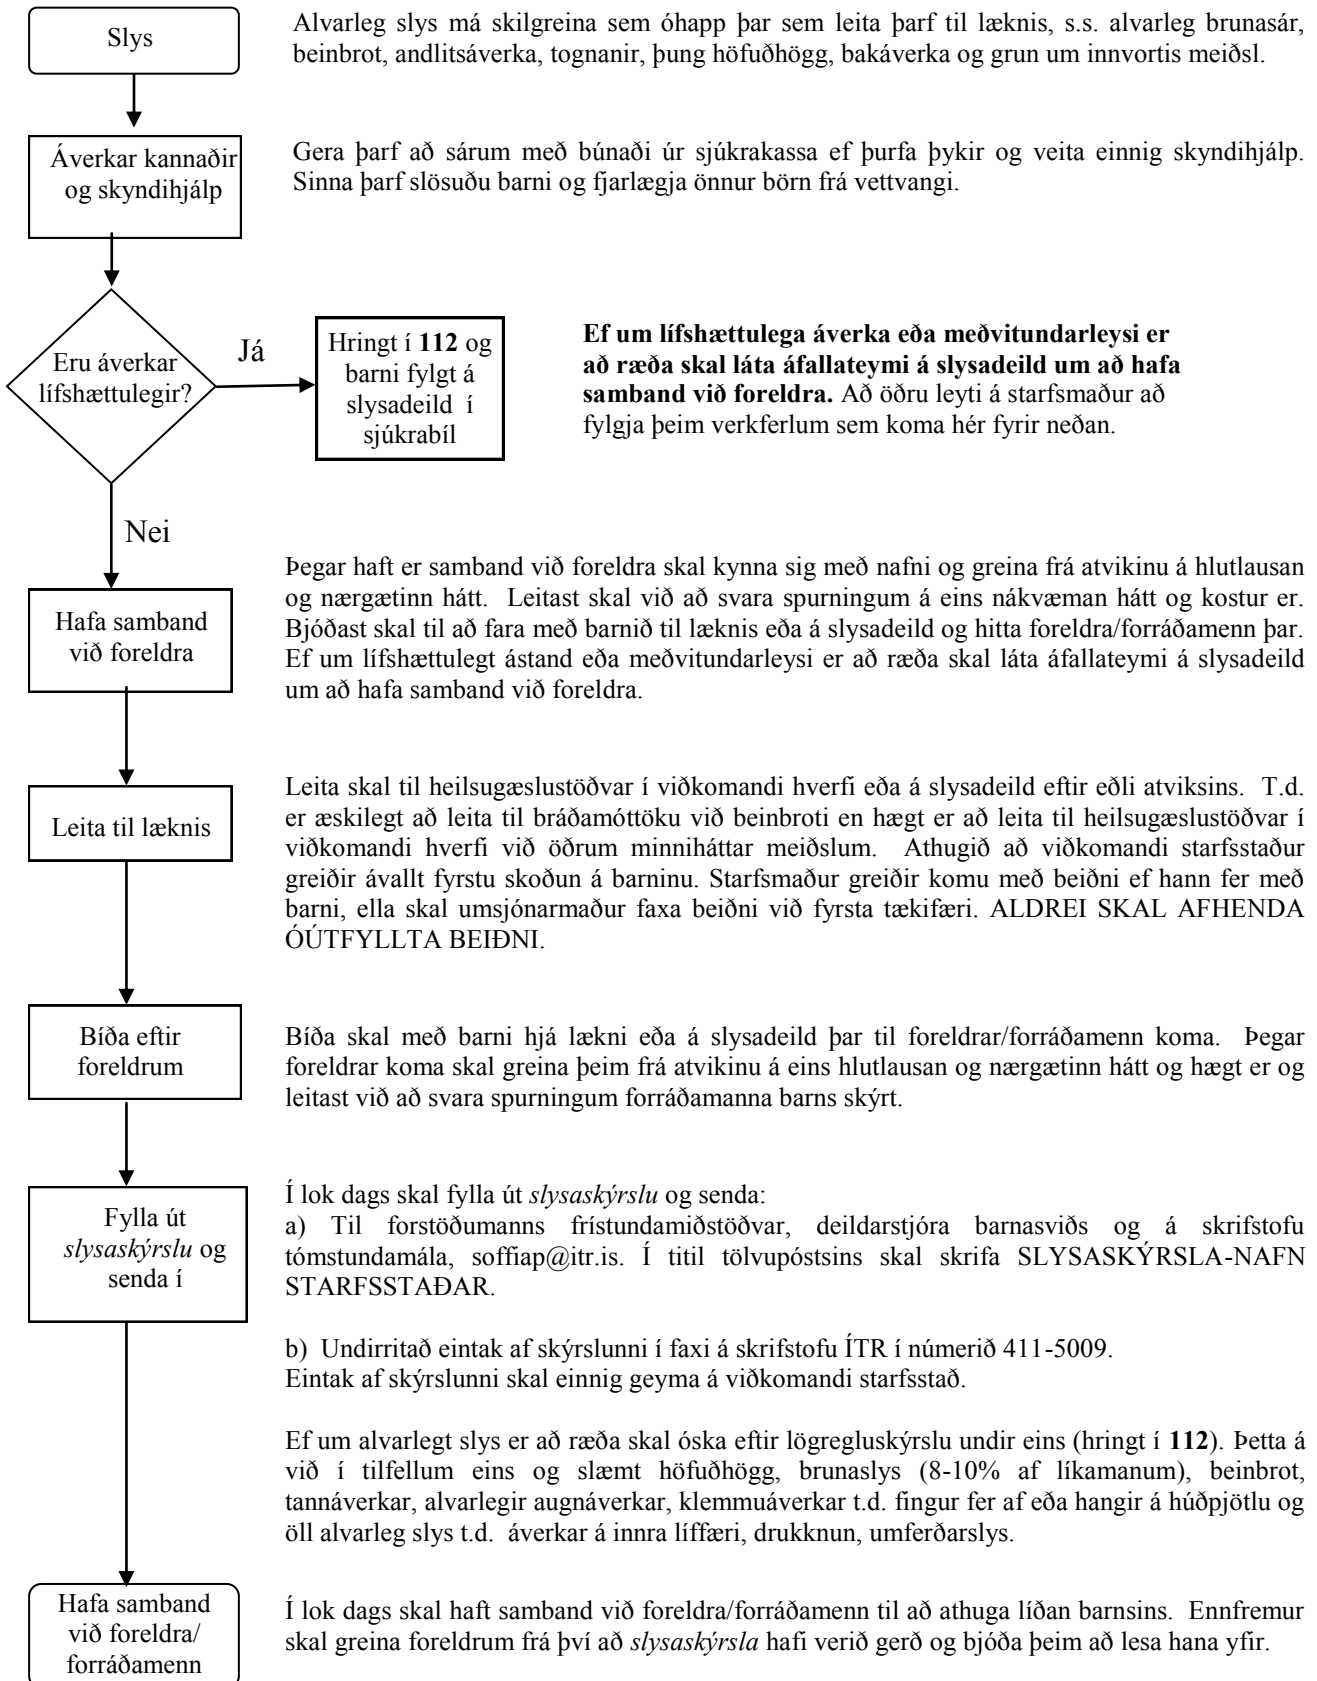 Slys
Alvarleg slys má skilgreina sem óhapp þar sem leita þarf til læknis, s.s. alvarleg brunasár,
beinbrot, andlitsáverka, tognanir, þung höfuðhögg, bakáverka og grun um innvortis meiðsl.
Áverkar kannaðir
og skyndihjálp
Gera þarf að sárum með búnaði úr sjúkrakassa ef þurfa þykir og veita einnig skyndihjálp.
Sinna þarf slösuðu barni og fjarlægja önnur börn frá vettvangi.
Eru áverkar
lífshættulegir?
Já
Hringt í 112 og
barni fylgt á
slysadeild í
sjúkrabíl
Ef um lífshættulega áverka eða meðvitundarleysi er
að ræða skal láta áfallateymi á slysadeild um að hafa
samband við foreldra. Að öðru leyti á starfsmaður að
fylgja þeim verkferlum sem koma hér fyrir neðan.
Nei
Hafa samband
við foreldra
Þegar haft er samband við foreldra skal kynna sig með nafni og greina frá atvikinu á hlutlausan
og nærgætinn hátt. Leitast skal við að svara spurningum á eins nákvæman hátt og kostur er.
Bjóðast skal til að fara með barnið til læknis eða á slysadeild og hitta foreldra/forráðamenn þar.
Ef um lífshættulegt ástand eða meðvitundarleysi er að ræða skal láta áfallateymi á slysadeild
um að hafa samband við foreldra.
Leita til læknis
Leita skal til heilsugæslustöðvar í viðkomandi hverfi eða á slysadeild eftir eðli atviksins. T.d.
er æskilegt að leita til bráðamóttöku við beinbroti en hægt er að leita til heilsugæslustöðvar í
viðkomandi hverfi við öðrum minniháttar meiðslum. Athugið að viðkomandi starfsstaður
greiðir ávallt fyrstu skoðun á barninu. Starfsmaður greiðir komu með beiðni ef hann fer með
barni, ella skal umsjónarmaður faxa beiðni við fyrsta tækifæri. ALDREI SKAL AFHENDA
ÓÚTFYLLTA BEIÐNI.
Bíða eftir
foreldrum
Bíða skal með barni hjá lækni eða á slysadeild þar til foreldrar/forráðamenn koma. Þegar
foreldrar koma skal greina þeim frá atvikinu á eins hlutlausan og nærgætinn hátt og hægt er og
leitast við að svara spurningum forráðamanna barns skýrt.
Fylla út
slysaskýrslu og
senda í
Í lok dags skal fylla út slysaskýrslu og senda:
a) Til forstöðumanns frístundamiðstöðvar, deildarstjóra barnasviðs og á skrifstofu
tómstundamála, soffiap@itr.is. Í titil tölvupóstsins skal skrifa SLYSASKÝRSLA-NAFN
STARFSSTAÐAR.
b) Undirritað eintak af skýrslunni í faxi á skrifstofu ÍTR í númerið 411-5009.
Eintak af skýrslunni skal einnig geyma á viðkomandi starfsstað.
Ef um alvarlegt slys er að ræða skal óska eftir lögregluskýrslu undir eins (hringt í 112). Þetta á
við í tilfellum eins og slæmt höfuðhögg, brunaslys (8-10% af líkamanum), beinbrot,
tannáverkar, alvarlegir augnáverkar, klemmuáverkar t.d. fingur fer af eða hangir á húðpjötlu og
öll alvarleg slys t.d. áverkar á innra líffæri, drukknun, umferðarslys.
Hafa samband
við foreldra/
forráðamenn
Í lok dags skal haft samband við foreldra/forráðamenn til að athuga líðan barnsins. Ennfremur
skal greina foreldrum frá því að slysaskýrsla hafi verið gerð og bjóða þeim að lesa hana yfir.